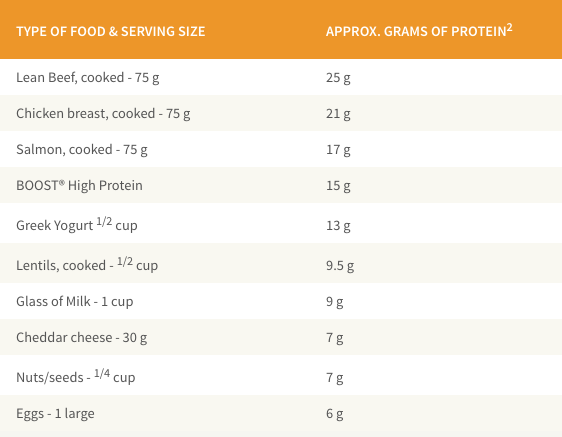 TYPE OF FOOD & SERVING SIZE APPROX. GRAMS OF PROTEIN²
Lean Beef, cooked - 75 g 25 g
Chicken breast, cooked - 75 g 21 g
Salmon, cooked - 75 g 17 g
BOOST® High Protein 15 g
Greek Yogurt 1/2 cup 13 g
Lentils, cooked - 1/2 cup 9.5 g
Glass of Milk - 1 cup 9 g
Cheddar cheese - 30 g 7 g
Nuts/seeds - 1/4 cup 7 g
Eggs - 1 large 6 g